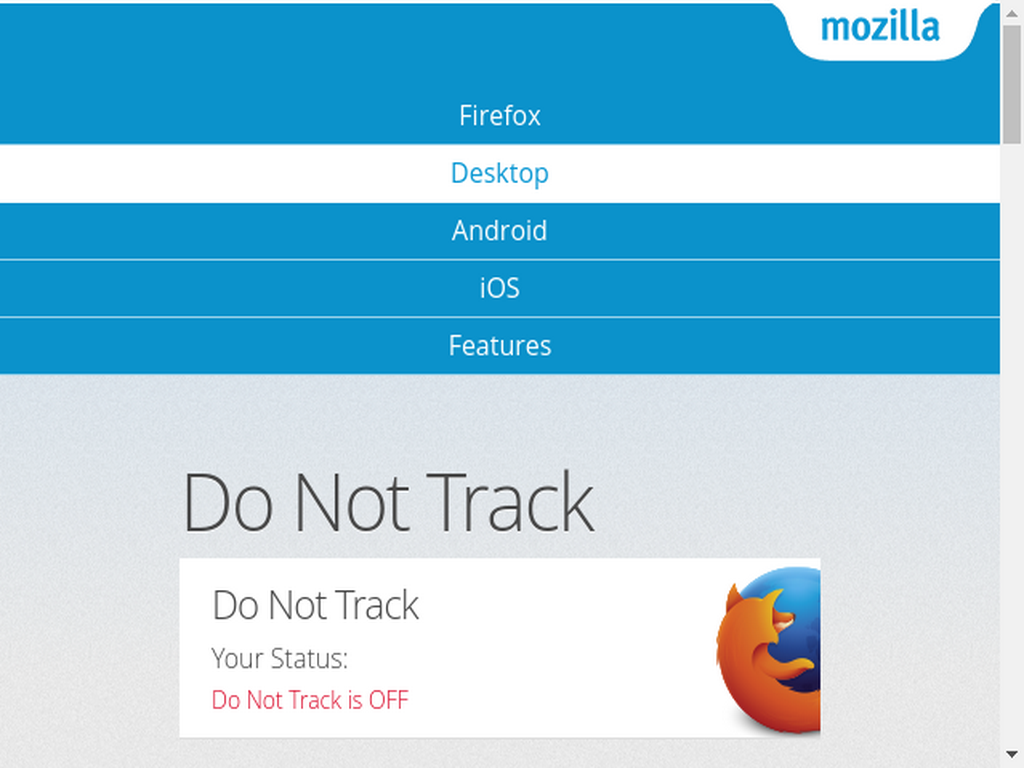 mozilla
Firefox
Desktop
Android
iOS
Features
Do Not Track
Do Not Track
Your Status:
Do Not Track is OFF